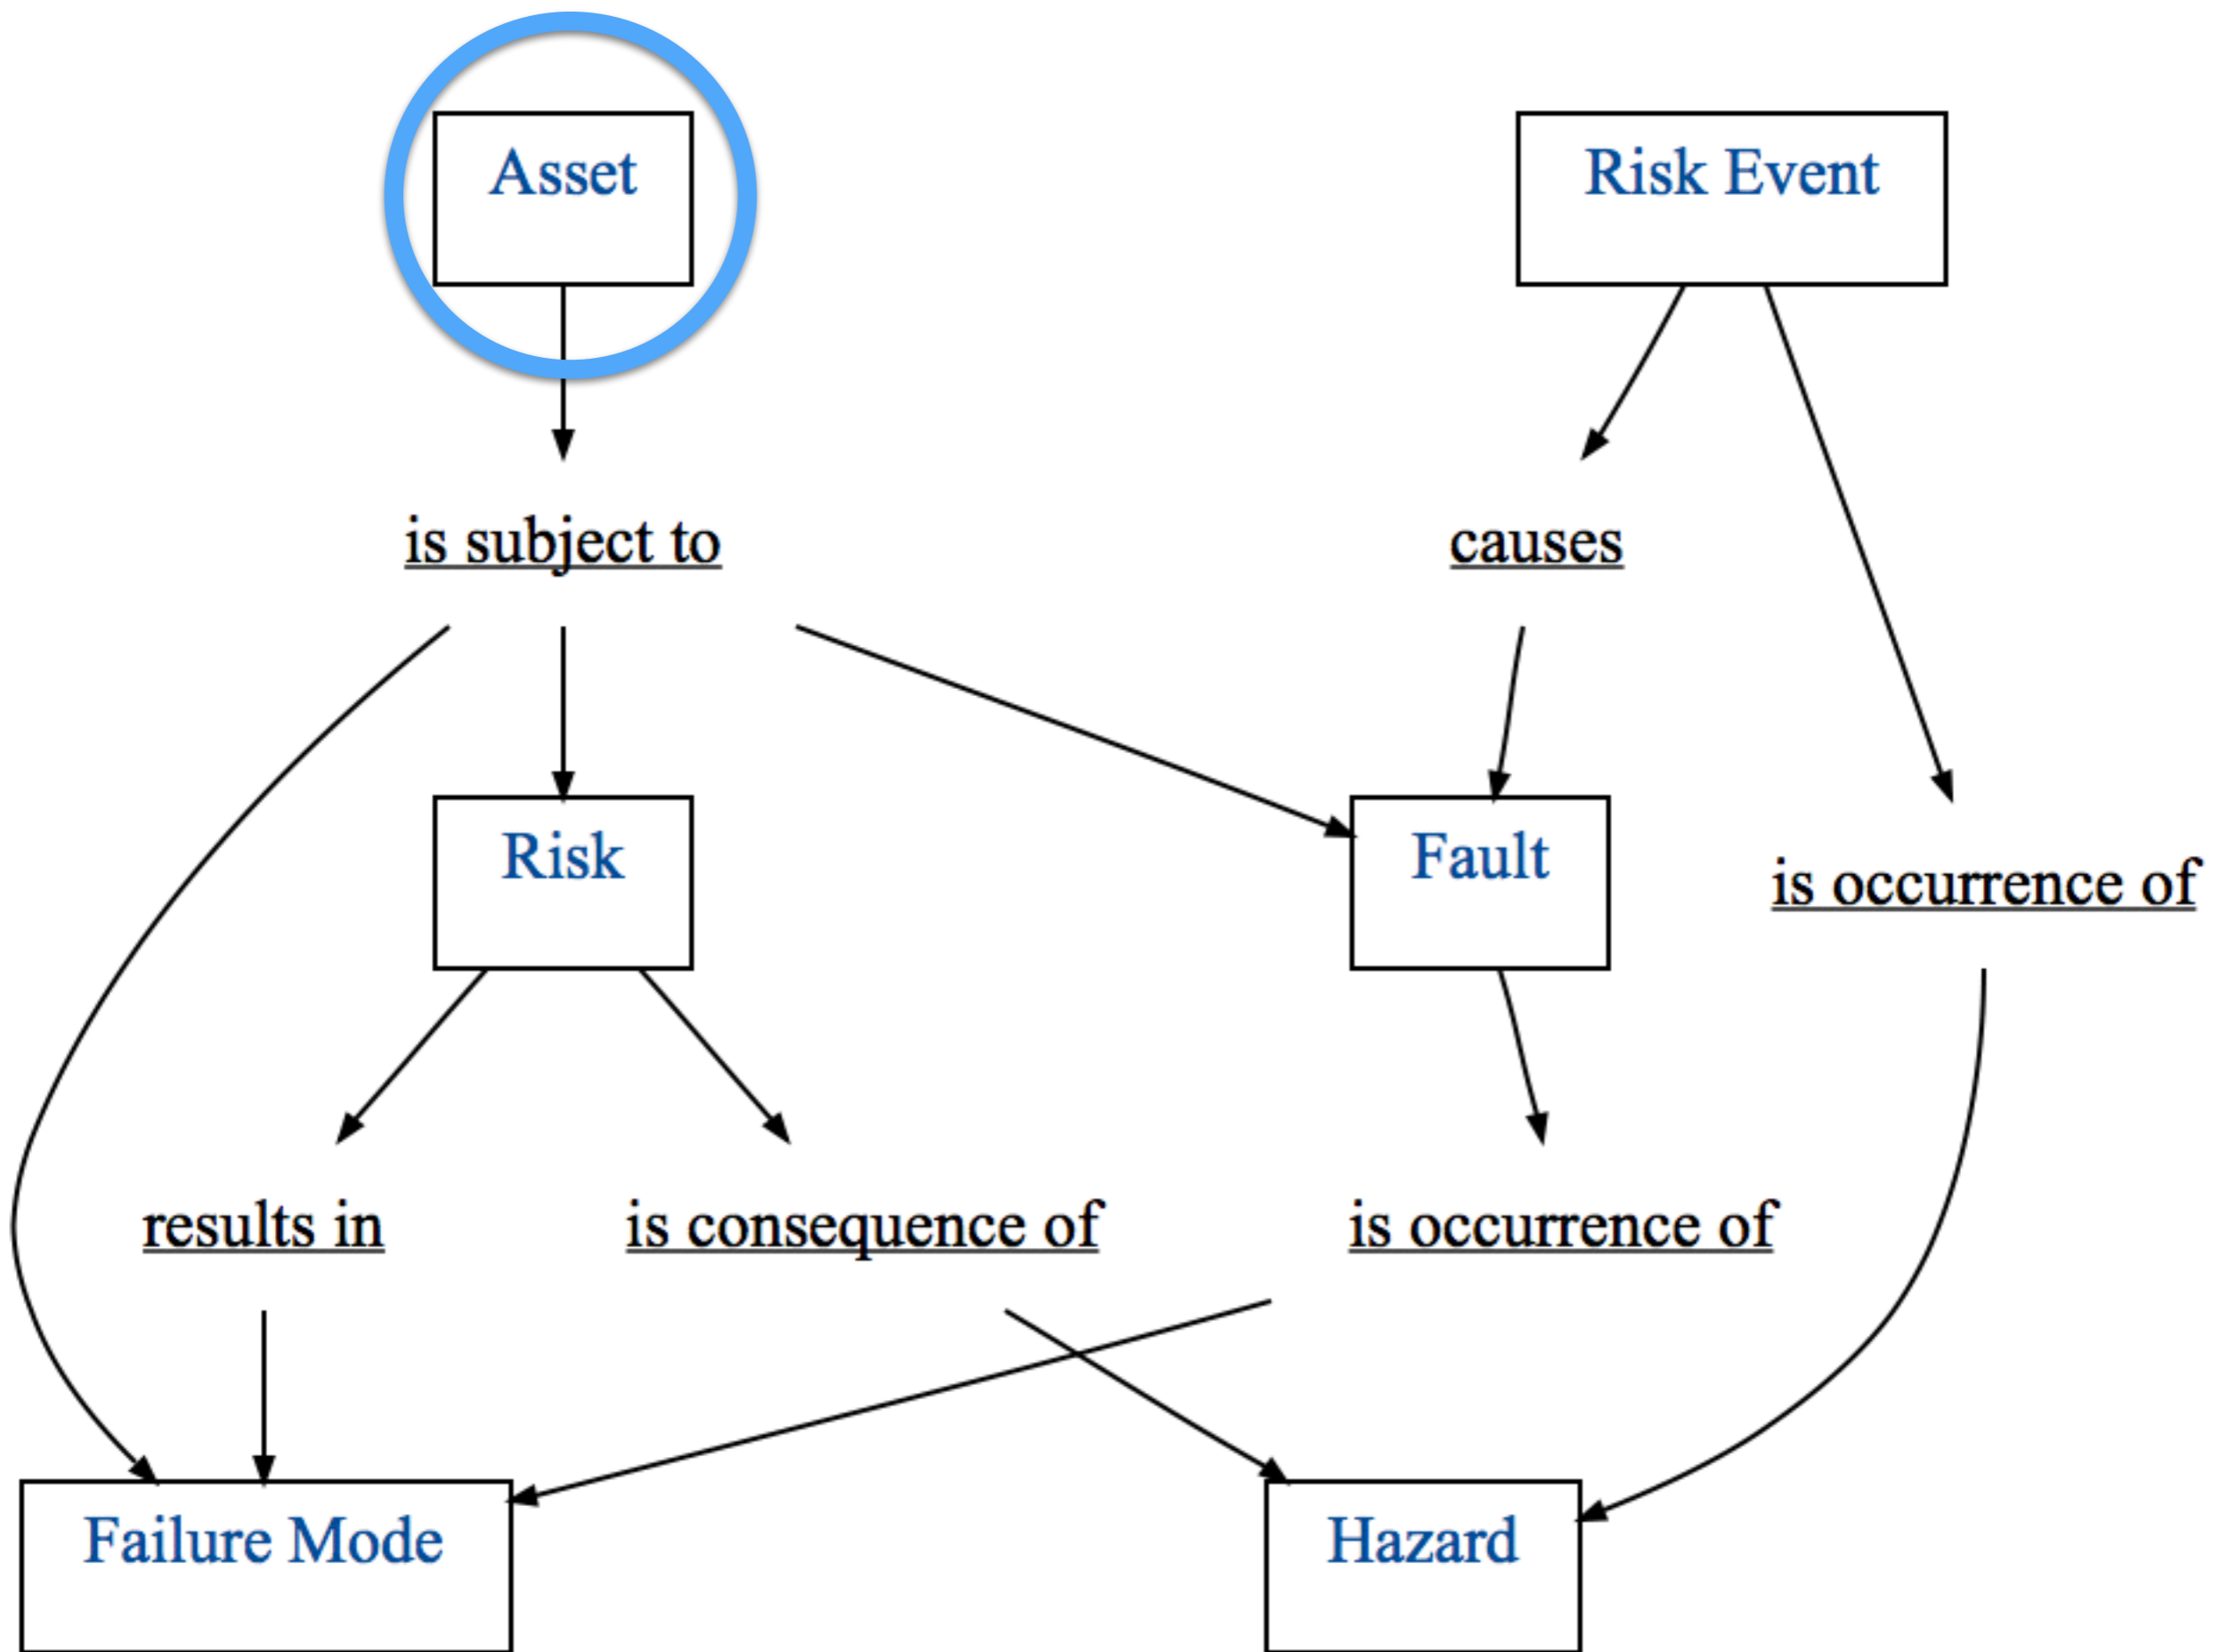 Asset
Risk Event
is subject to
causes
Risk
Fault
is occurrence of
results in
is consequence of
is occurrence of
Failure Mode
Hazard